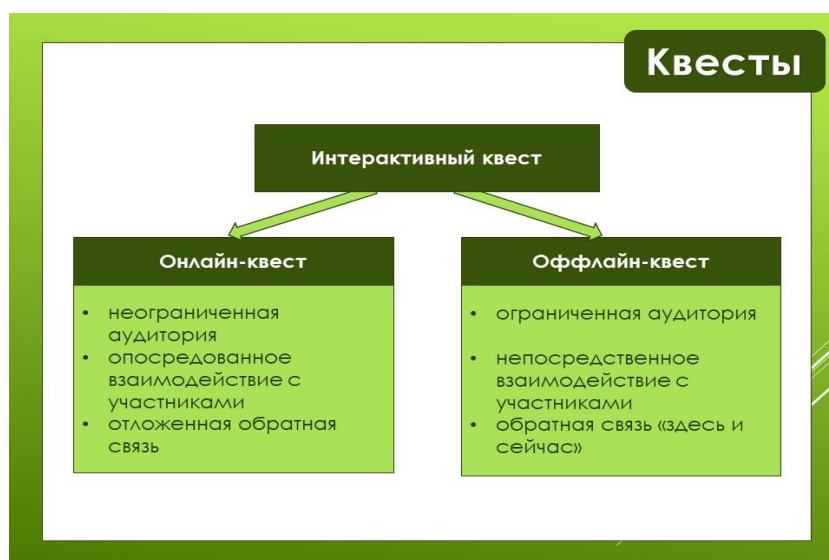 Квесты
Интерактивный квест
Онлайн-квест
• неограниченная
аудитория
• опосредованное
взаимодействие с
участниками
• отложенная обратная
связь
Оффлайн-квест
• ограниченная аудитория
• непосредственное
взаимодействие с
участниками
• обратная связь «здесь и
сейчас»